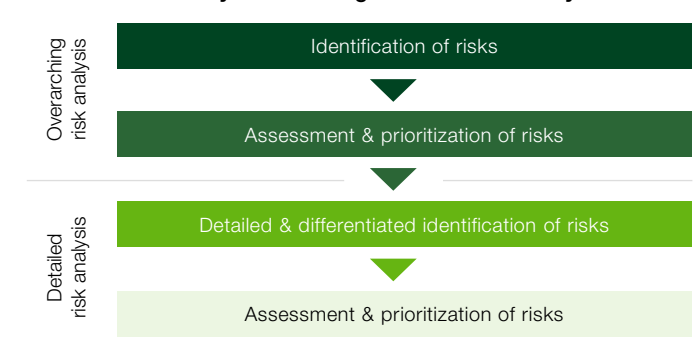 Overarching
risk analysis
Identification of risks
Assessment & prioritization of risks
Detailed
risk analysis
Detailed & differentiated identification of risks
Assessment & prioritization of risks